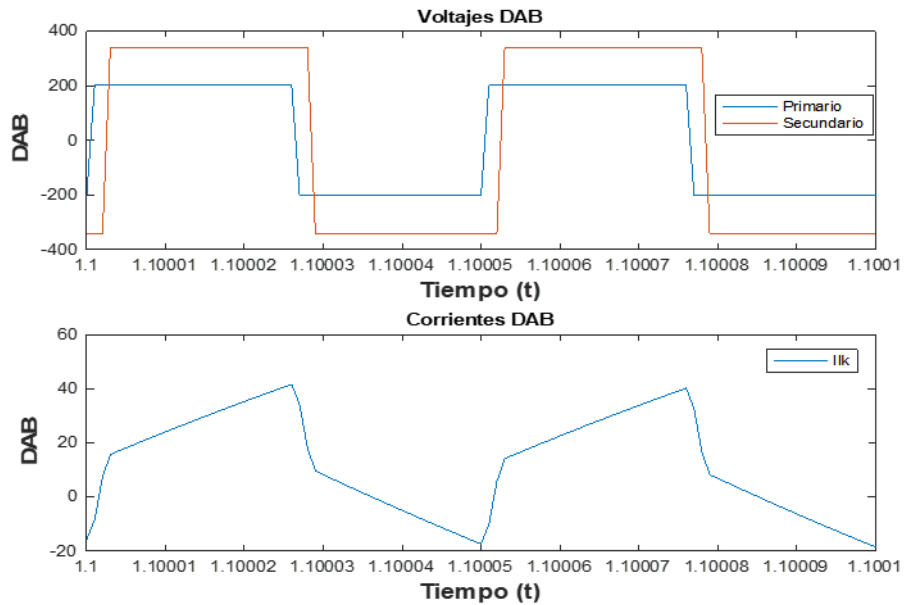 Voltajes DAB
400
200
0
-200
-400
DAB
Primario
Secundario
1.1 1.10001 1.10002 1.10003 1.10004 1.10005 1.10006 1.10007 1.10008 1.10009 1.1001
Tiempo (t)
Corrientes DAB
60
40
20
0
-20
DAB
Ilk
1.1 1.10001 1.10002 1.10003 1.10004 1.10005 1.10006 1.10007 1.10008 1.10009 1.1001
Tiempo (t)